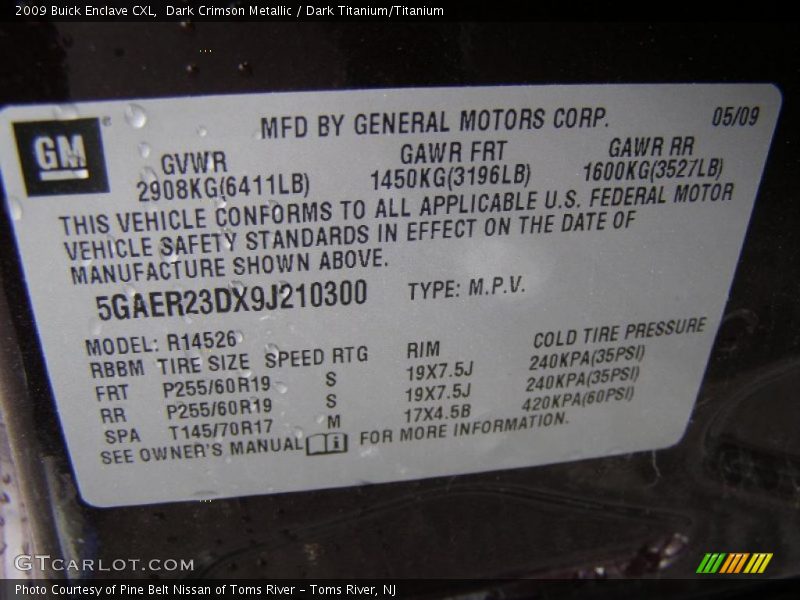 2009 Buick Enclave CXL, Dark Crimson Metallic / Dark Titanium/Titanium
GM
MFD BY GENERAL MOTORS CORP. 05/09
GVWR GAWR FRT GAWR RR
2908KG(6411LB) 1450KG(3196LB) 1600KG(3527LB)
THIS VEHICLE CONFORMS TO ALL APPLICABLE U.S. FEDERAL MOTOR
VEHICLE SAFETY STANDARDS IN EFFECT ON THE DATE OF
MANUFACTURE SHOWN ABOVE.
5GAER23DX9J210300 TYPE: M.P.V.
MODEL: R14526
RBBM TIRE SIZE SPEED RTG RIM COLD TIRE PRESSURE
FRT P255/60R19 S 19X7.5J 240KPA(35PSI)
RR P255/60R19 S 19X7.5J 240KPA(35PSI)
SPA T145/70R17 M 17X4.5B 420KPA(60PSI)
SEE OWNER'S MANUAL i FOR MORE INFORMATION.
GTCARLOT.COM
Photo Courtesy of Pine Belt Nissan of Toms River – Toms River, NJ